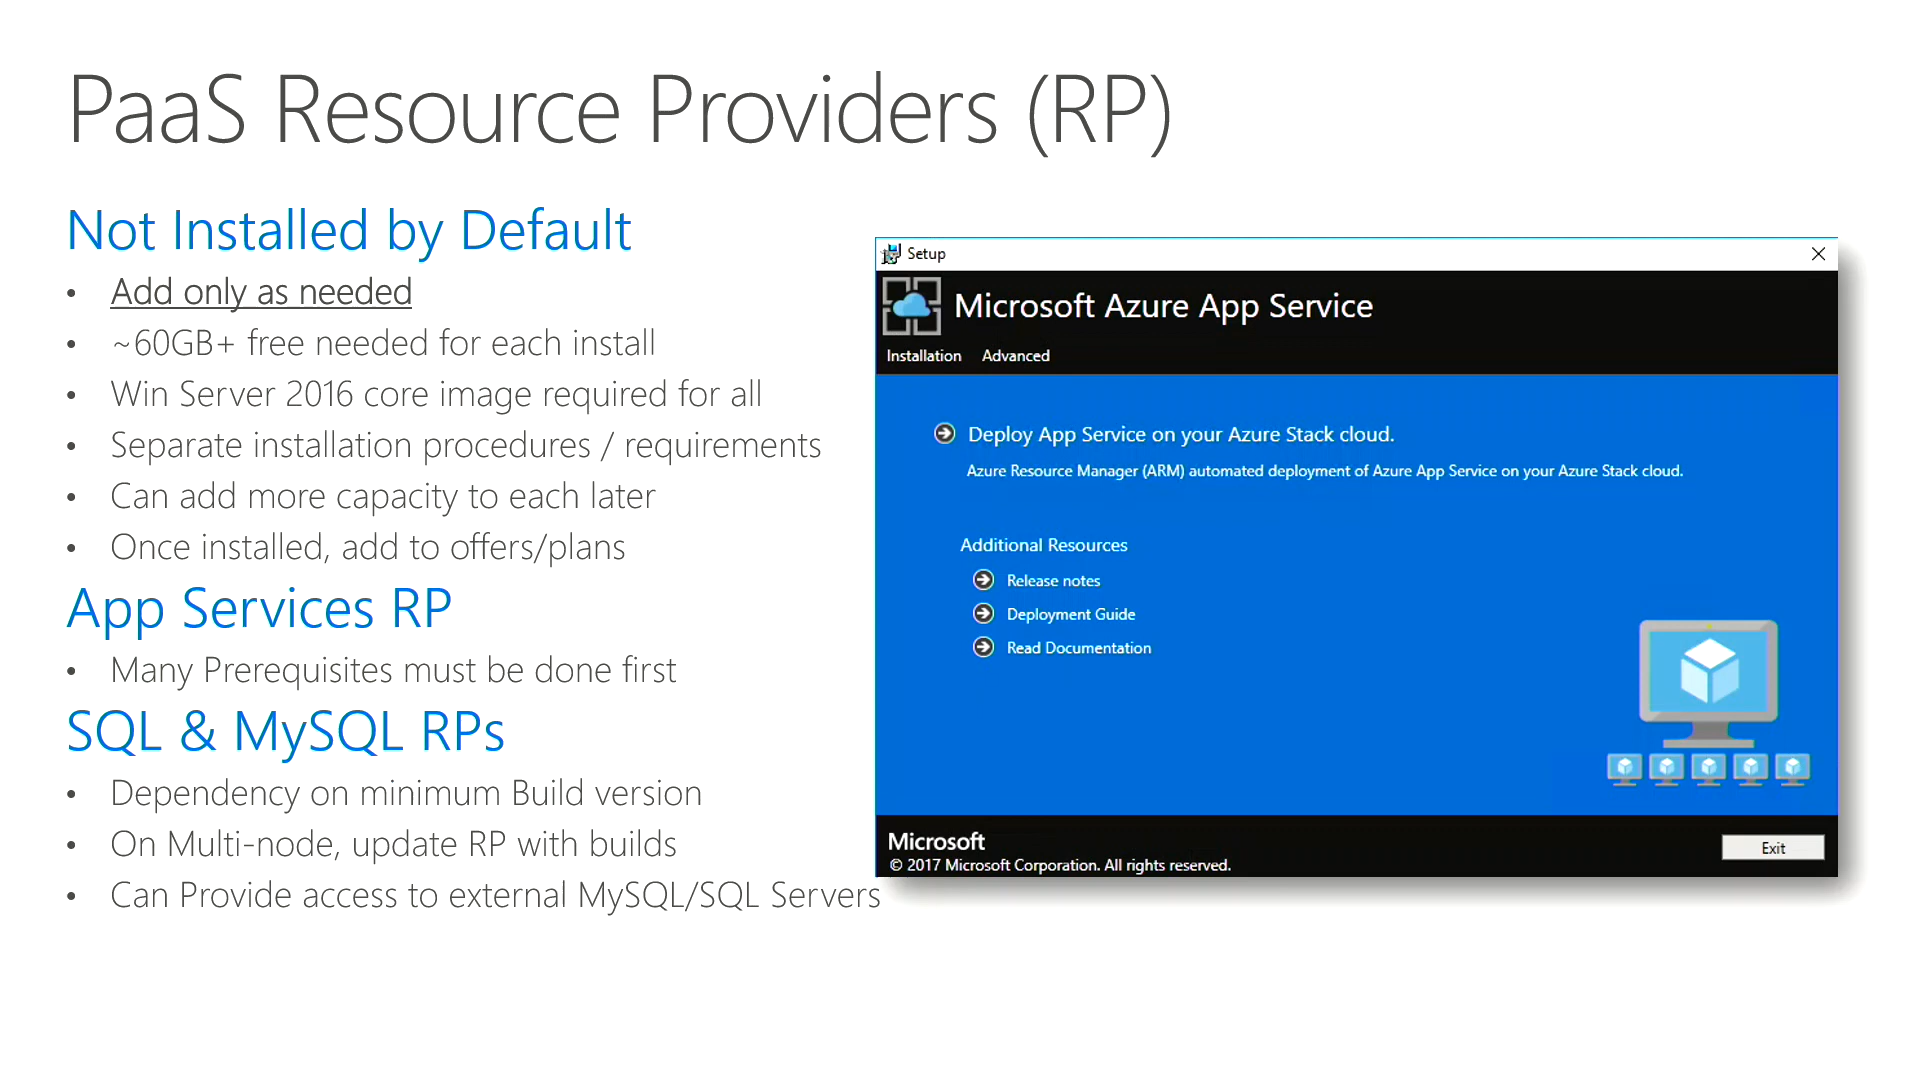 PaaS Resource Providers (RP)
Not Installed by Default
• Add only as needed
• ~60GB+ free needed for each install
• Win Server 2016 core image required for all
• Separate installation procedures / requirements
• Can add more capacity to each later
• Once installed, add to offers/plans
App Services RP
• Many Prerequisites must be done first
SQL & MySQL RPs
• Dependency on minimum Build version
• On Multi-node, update RP with builds
• Can Provide access to external MySQL/SQL Servers
Setup
Microsoft Azure App Service
Installation Advanced
Deploy App Service on your Azure Stack cloud.
Azure Resource Manager (ARM) automated deployment of Azure App Service on your Azure Stack cloud.
Additional Resources
Release notes
Deployment Guide
Read Documentation
Microsoft
© 2017 Microsoft Corporation. All rights reserved.
Exit